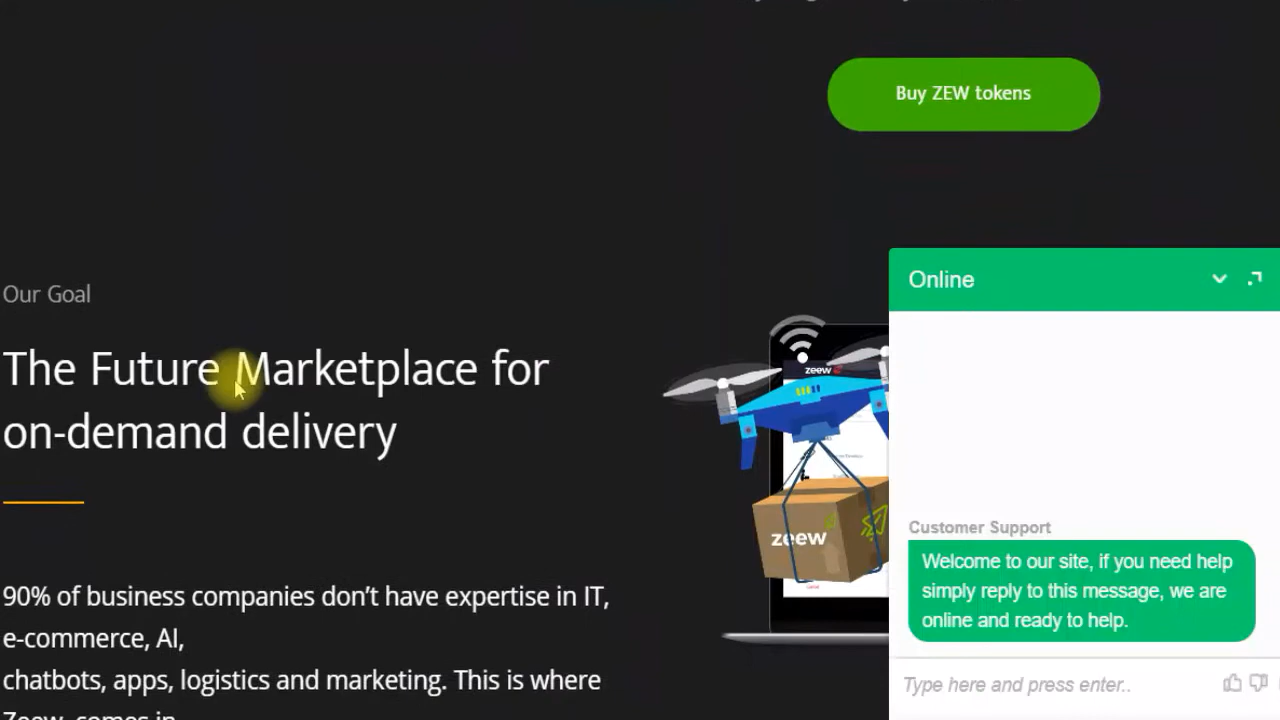 Buy ZEW tokens
Our Goal
The Future Marketplace for
on-demand delivery
90% of business companies don't have expertise in IT,
e-commerce, AI,
chatbots, apps, logistics and marketing. This is where
Zeew comes in
zeew
zeew
Online
Customer Support
Welcome to our site, if you need help
simply reply to this message, we are
online and ready to help.
Type here and press enter..